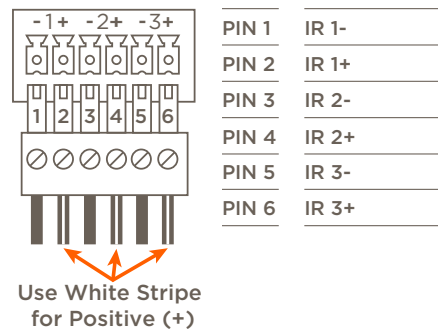 -1+ -2+ -3+
1 2 3 4 5 6
Use White Stripe
for Positive (+)
PIN 1 IR 1-
PIN 2 IR 1+
PIN 3 IR 2-
PIN 4 IR 2+
PIN 5 IR 3-
PIN 6 IR 3+